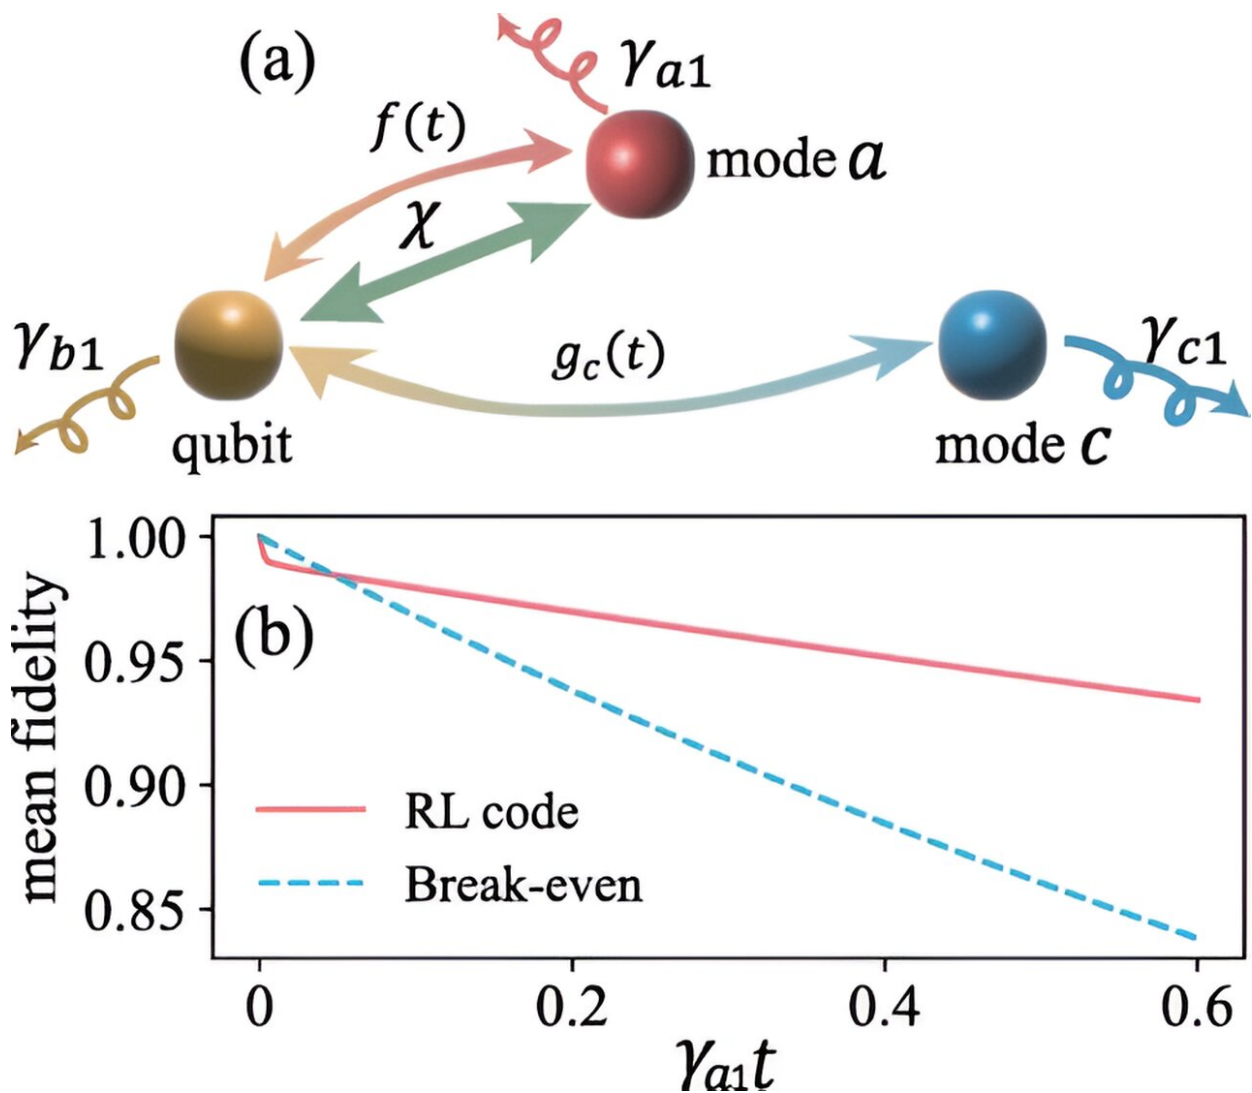 (a)
γa1
f(t)
mode a
χ
γb1
gc(t)
γc1
qubit
mode c
1.00
(b)
0.95
mean fidelity
0.90
RL code
Break-even
0.85
0 0.2 0.4 0.6
γa1t